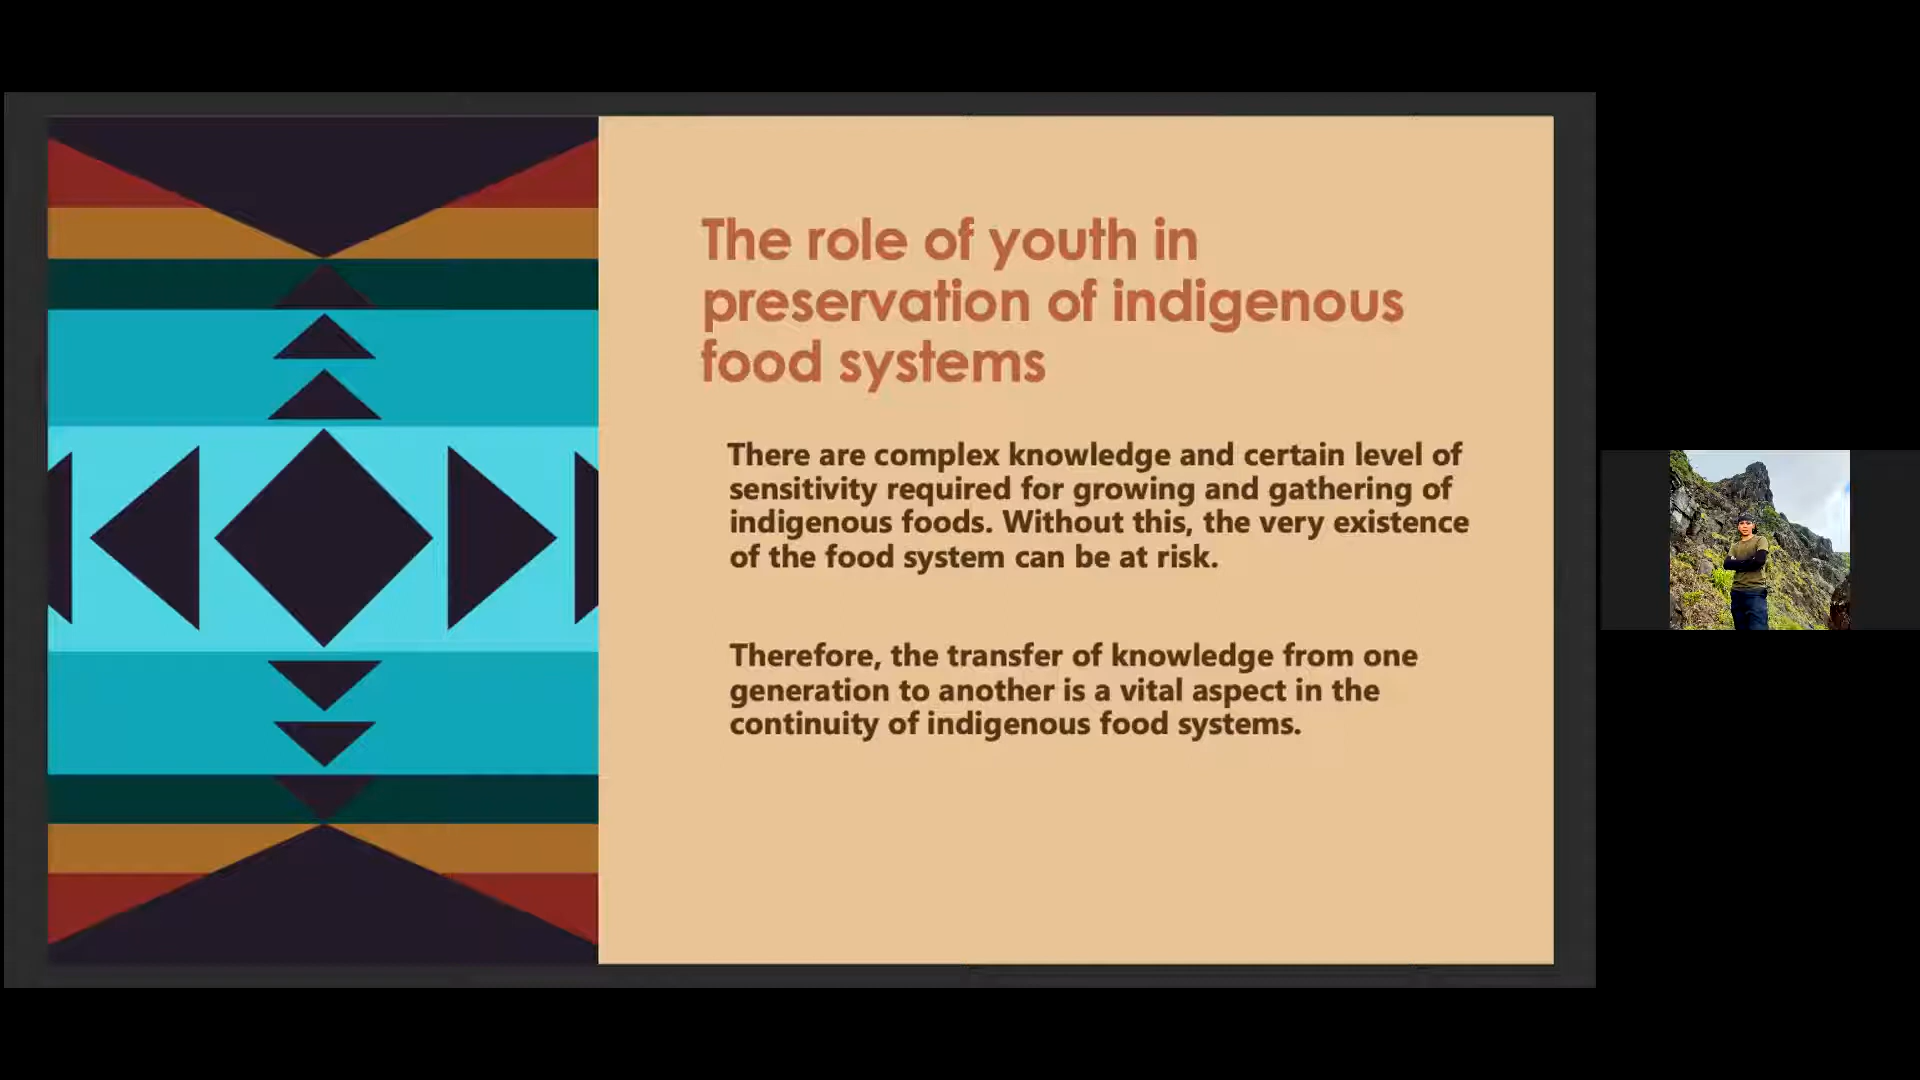 The role of youth in
preservation of indigenous
food systems
There are complex knowledge and certain level of
sensitivity required for growing and gathering of
indigenous foods. Without this, the very existence
of the food system can be at risk.
Therefore, the transfer of knowledge from one
generation to another is a vital aspect in the
continuity of indigenous food systems.